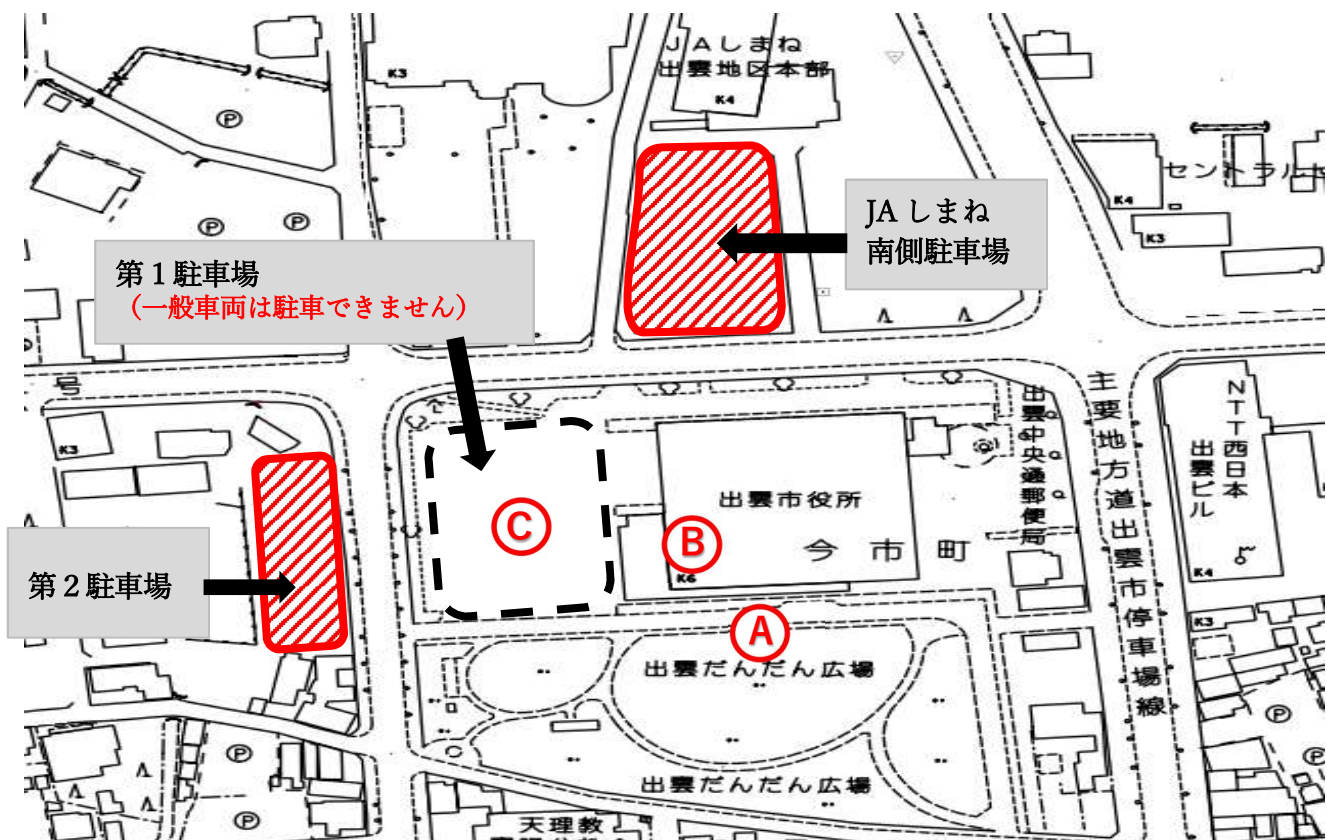 JAしまね
出雲地区本部
K3
K4
Ⓟ
Ⓟ
Ⓟ
セントラル
K4
K3
JAしまね
南側駐車場
第1駐車場
(一般車両は駐車できません)
号
K3
第2駐車場
C
出雲市役所
B
今市町
K6
A
出雲中央通郵便局
主要地方道出雲市停車場線
NTT西日本
出雲ビル
K4
K3
出雲だんだん広場
出雲だんだん広場
Ⓟ
Ⓟ
Ⓟ
Ⓟ
天理教